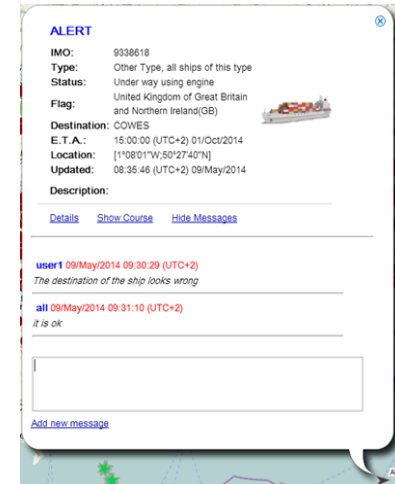 ALERT
IMO: 9338618
Type: Other Type, all ships of this type
Status: Under way using engine
Flag: United Kingdom of Great Britain
and Northern Ireland(GB)
Destination: COWES
E.T.A.: 15:00:00 (UTC+2) 01/Oct/2014
Location: [1°08'01"W;50°27'40"N]
Updated: 08:35:46 (UTC+2) 09/May/2014
Description:
Details Show Course Hide Messages
user1 09/May/2014 09:30:29 (UTC+2)
The destination of the ship looks wrong
all 09/May/2014 09:31:10 (UTC+2)
it is ok
Add new message